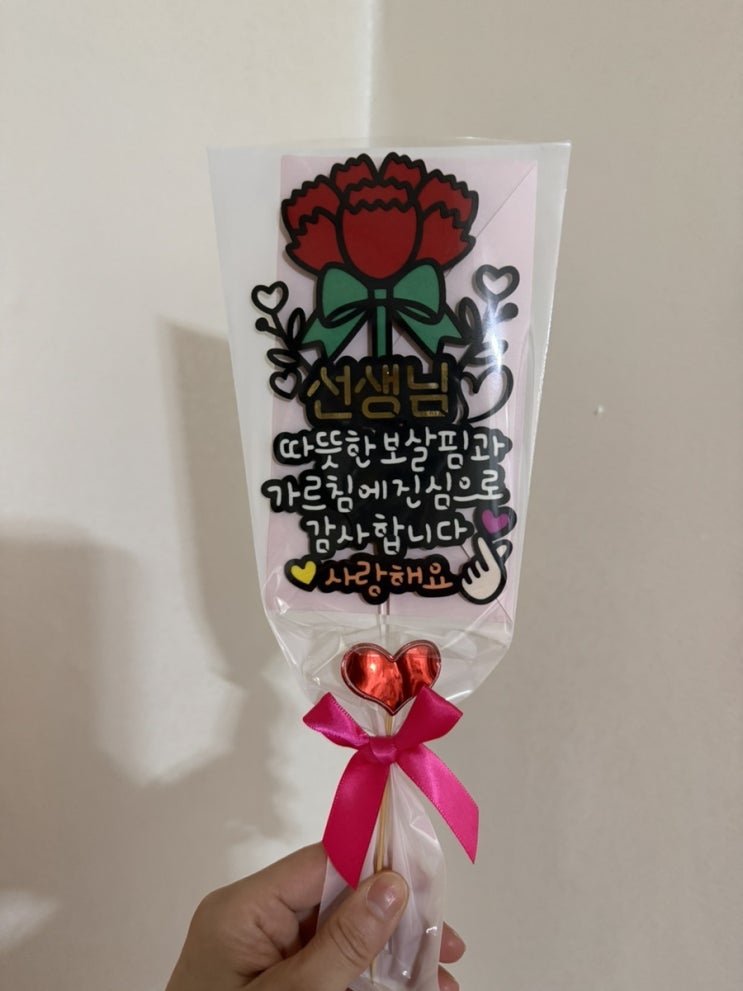 선생님
따뜻한 보살핌과
가르침에 진심으로
감사합니다
사랑해요